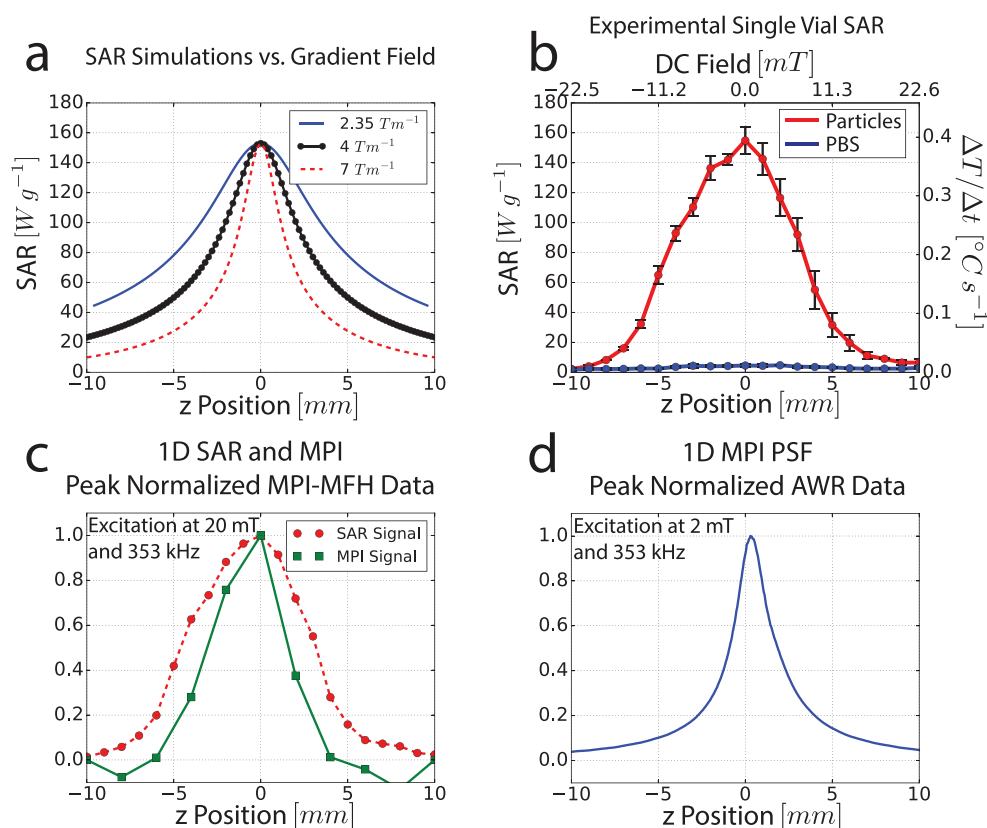 a
SAR Simulations vs. Gradient Field
180
160
140
120
100
80
60
40
20
0
SAR [W g⁻¹]
2.35 Tm⁻¹
4 Tm⁻¹
7 Tm⁻¹
−10 −5 0 5 10
z Position [mm]
b
Experimental Single Vial SAR
DC Field [mT]
−22.5 −11.2 0.0 11.3 22.6
180
160
140
120
100
80
60
40
20
0
SAR [W g⁻¹]
Particles
PBS
0.4
0.3
0.2
0.1
0.0
ΔT/Δt [°C s⁻¹]
−10 −5 0 5 10
z Position [mm]
c
1D SAR and MPI
Peak Normalized MPI-MFH Data
Excitation at 20 mT
and 353 kHz
SAR Signal
MPI Signal
1.0
0.8
0.6
0.4
0.2
0.0
−10 −5 0 5 10
z Position [mm]
d
1D MPI PSF
Peak Normalized AWR Data
Excitation at 2 mT
and 353 kHz
1.0
0.8
0.6
0.4
0.2
0.0
−10 −5 0 5 10
z Position [mm]